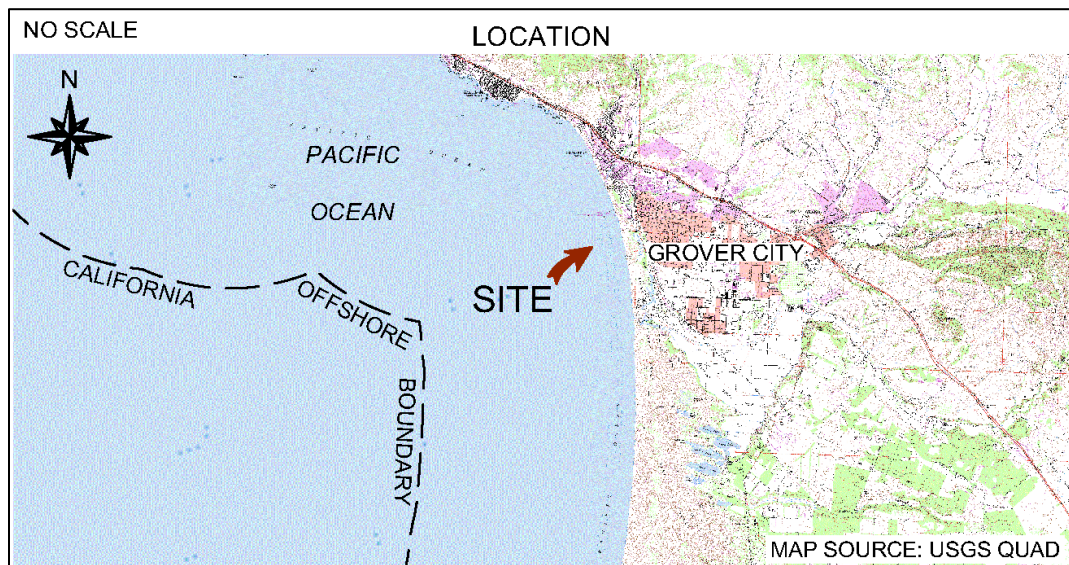 NO SCALE
LOCATION
N
PACIFIC
OCEAN
GROVER CITY
SITE
CALIFORNIA
OFFSHORE
BOUNDARY
MAP SOURCE: USGS QUAD